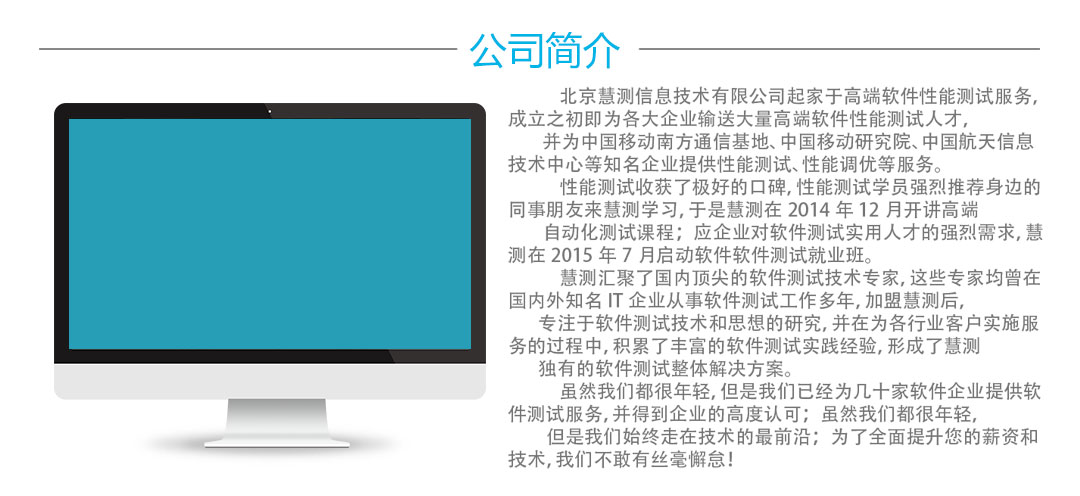 公司简介
北京慧测信息技术有限公司起家于高端软件性能测试服务,
成立之初即为各大企业输送大量高端软件性能测试人才,
并为中国移动南方通信基地、中国移动研究院、中国航天信息
技术中心等知名企业提供性能测试、性能调优等服务。
性能测试收获了极好的口碑, 性能测试学员强烈推荐身边的
同事朋友来慧测学习, 于是慧测在 2014 年 12 月开讲高端
自动化测试课程；应企业对软件测试实用人才的强烈需求, 慧
测在 2015 年 7 月启动软件软件测试就业班。
慧测汇聚了国内顶尖的软件测试技术专家, 这些专家均曾在
国内外知名 IT 企业从事软件测试工作多年, 加盟慧测后,
专注于软件测试技术和思想的研究, 并在为各行业客户实施服
务的过程中, 积累了丰富的软件测试实践经验, 形成了慧测
独有的软件测试整体解决方案。
虽然我们都很年轻, 但是我们已经为几十家软件企业提供软
件测试服务, 并得到企业的高度认可；虽然我们都很年轻,
但是我们始终走在技术的最前沿；为了全面提升您的薪资和
技术, 我们不敢有丝毫懈怠！